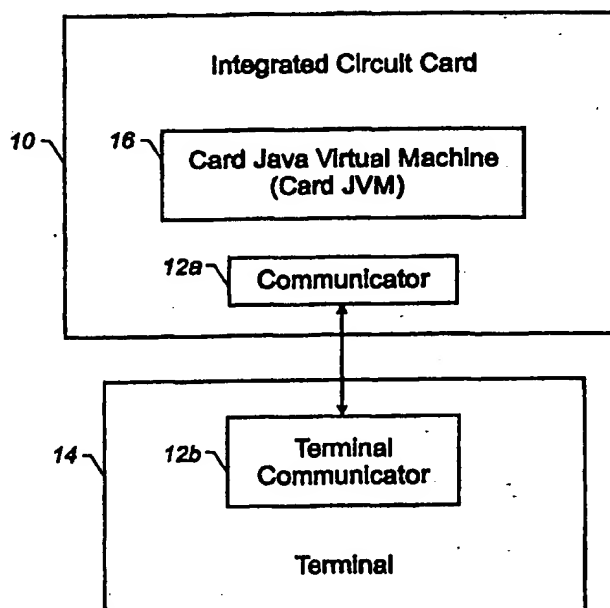 Integrated Circuit Card
10
16
Card Java Virtual Machine
(Card JVM)
12a
Communicator
14
12b
Terminal
Communicator
Terminal